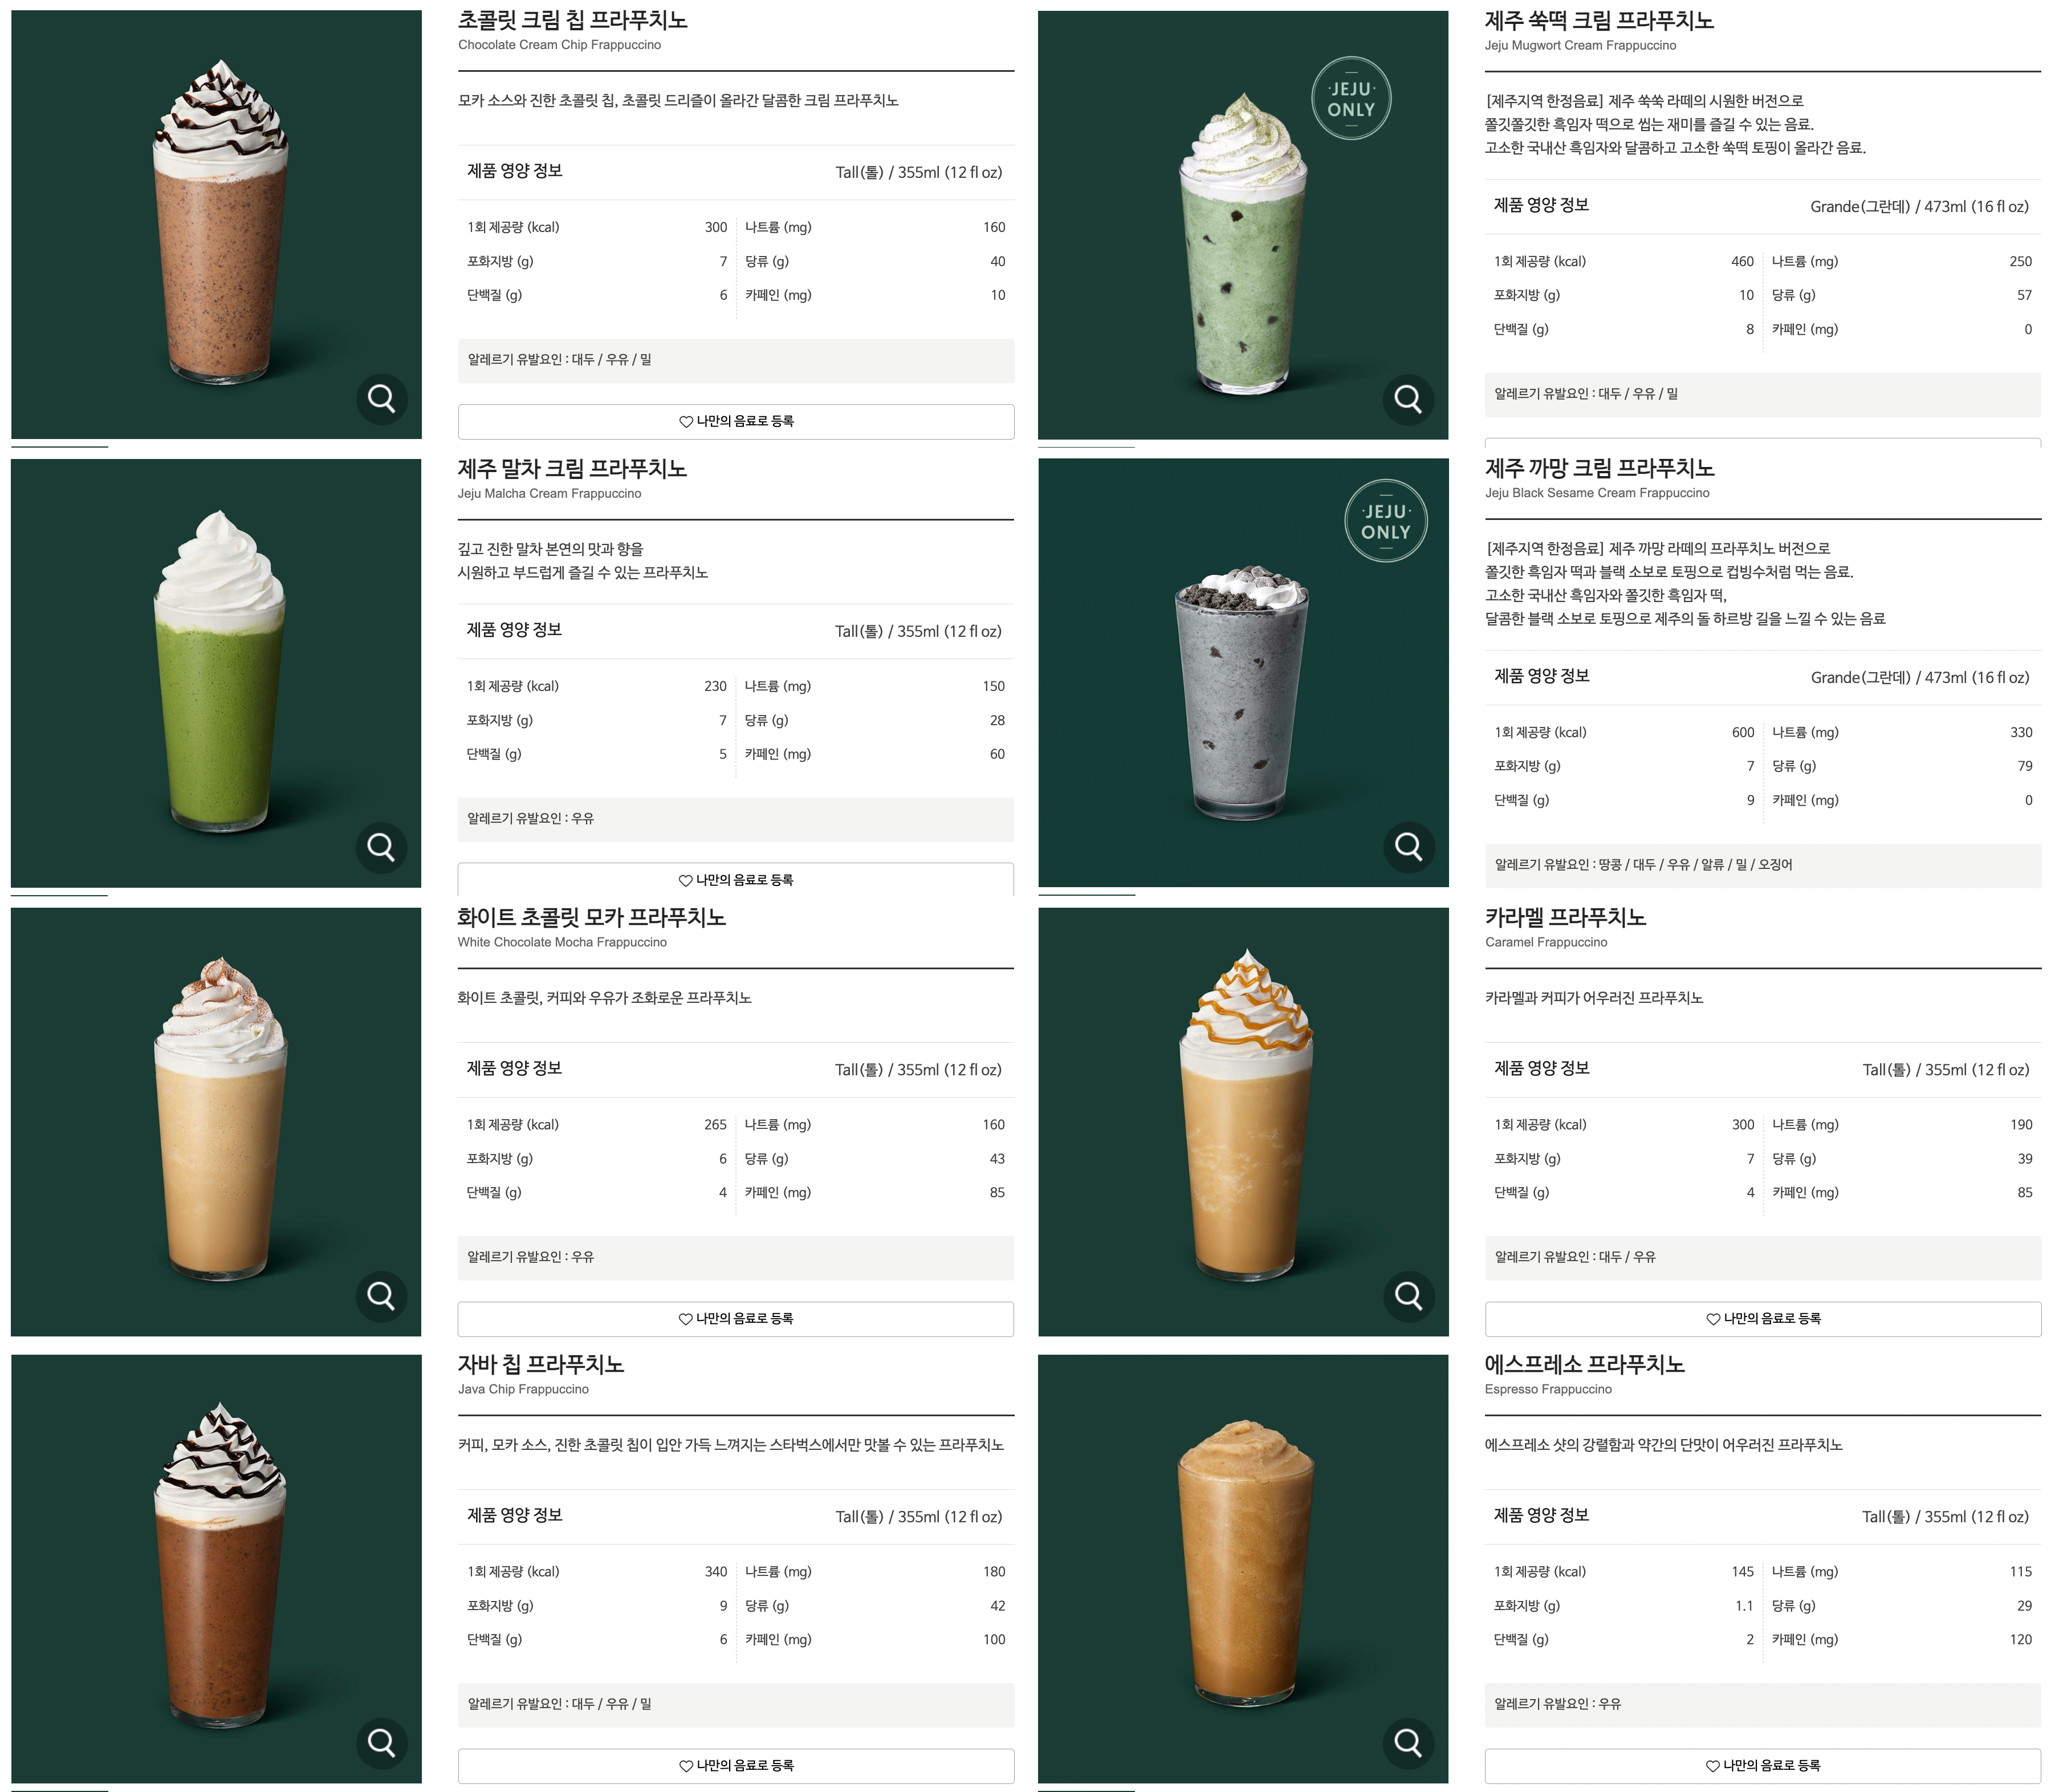 초콜릿 크림 칩 프라푸치노
Chocolate Cream Chip Frappuccino
모카 소스와 진한 초콜릿 칩, 초콜릿 드리즐이 올라간 달콤한 크림 프라푸치노
제품 영양 정보 Tall(톨) / 355ml (12 fl oz)
1회 제공량 (kcal) 300 나트륨 (mg) 160
포화지방 (g) 7 당류 (g) 40
단백질 (g) 6 카페인 (mg) 10
알레르기 유발요인 : 대두 / 우유 / 밀
나만의 음료로 등록
JEJU
ONLY
제주 쑥떡 크림 프라푸치노
Jeju Mugwort Cream Frappuccino
[제주지역 한정음료] 제주 쑥쑥 라떼의 시원한 버전으로
쫄깃쫄깃한 흑임자 떡으로 씹는 재미를 즐길 수 있는 음료.
고소한 국내산 흑임자와 달콤하고 고소한 쑥떡 토핑이 올라간 음료.
제품 영양 정보 Grande(그란데) / 473ml (16 fl oz)
1회 제공량 (kcal) 460 나트륨 (mg) 250
포화지방 (g) 10 당류 (g) 57
단백질 (g) 8 카페인 (mg) 0
알레르기 유발요인 : 대두 / 우유 / 밀
제주 말차 크림 프라푸치노
Jeju Malcha Cream Frappuccino
깊고 진한 말차 본연의 맛과 향을
시원하고 부드럽게 즐길 수 있는 프라푸치노
제품 영양 정보 Tall(톨) / 355ml (12 fl oz)
1회 제공량 (kcal) 230 나트륨 (mg) 150
포화지방 (g) 7 당류 (g) 28
단백질 (g) 5 카페인 (mg) 60
알레르기 유발요인 : 우유
나만의 음료로 등록
JEJU
ONLY
제주 까망 크림 프라푸치노
Jeju Black Sesame Cream Frappuccino
[제주지역 한정음료] 제주 까망 라떼의 프라푸치노 버전으로
쫄깃한 흑임자 떡과 블랙 소보로 토핑으로 컵빙수처럼 먹는 음료.
고소한 국내산 흑임자와 쫄깃한 흑임자 떡,
달콤한 블랙 소보로 토핑으로 제주의 돌 하르방 길을 느낄 수 있는 음료
제품 영양 정보 Grande(그란데) / 473ml (16 fl oz)
1회 제공량 (kcal) 600 나트륨 (mg) 330
포화지방 (g) 7 당류 (g) 79
단백질 (g) 9 카페인 (mg) 0
알레르기 유발요인 : 땅콩 / 대두 / 우유 / 알류 / 밀 / 오징어
화이트 초콜릿 모카 프라푸치노
White Chocolate Mocha Frappuccino
화이트 초콜릿, 커피와 우유가 조화로운 프라푸치노
제품 영양 정보 Tall(톨) / 355ml (12 fl oz)
1회 제공량 (kcal) 265 나트륨 (mg) 160
포화지방 (g) 6 당류 (g) 43
단백질 (g) 4 카페인 (mg) 85
알레르기 유발요인 : 우유
나만의 음료로 등록
카라멜 프라푸치노
Caramel Frappuccino
카라멜과 커피가 어우러진 프라푸치노
제품 영양 정보 Tall(톨) / 355ml (12 fl oz)
1회 제공량 (kcal) 300 나트륨 (mg) 190
포화지방 (g) 7 당류 (g) 39
단백질 (g) 4 카페인 (mg) 85
알레르기 유발요인 : 대두 / 우유
나만의 음료로 등록
자바 칩 프라푸치노
Java Chip Frappuccino
커피, 모카 소스, 진한 초콜릿 칩이 입안 가득 느껴지는 스타벅스에서만 맛볼 수 있는 프라푸치노
제품 영양 정보 Tall(톨) / 355ml (12 fl oz)
1회 제공량 (kcal) 340 나트륨 (mg) 180
포화지방 (g) 9 당류 (g) 42
단백질 (g) 6 카페인 (mg) 100
알레르기 유발요인 : 대두 / 우유 / 밀
나만의 음료로 등록
에스프레소 프라푸치노
Espresso Frappuccino
에스프레소 샷의 강렬함과 약간의 단맛이 어우러진 프라푸치노
제품 영양 정보 Tall(톨) / 355ml (12 fl oz)
1회 제공량 (kcal) 145 나트륨 (mg) 115
포화지방 (g) 1.1 당류 (g) 29
단백질 (g) 2 카페인 (mg) 120
알레르기 유발요인 : 우유
나만의 음료로 등록